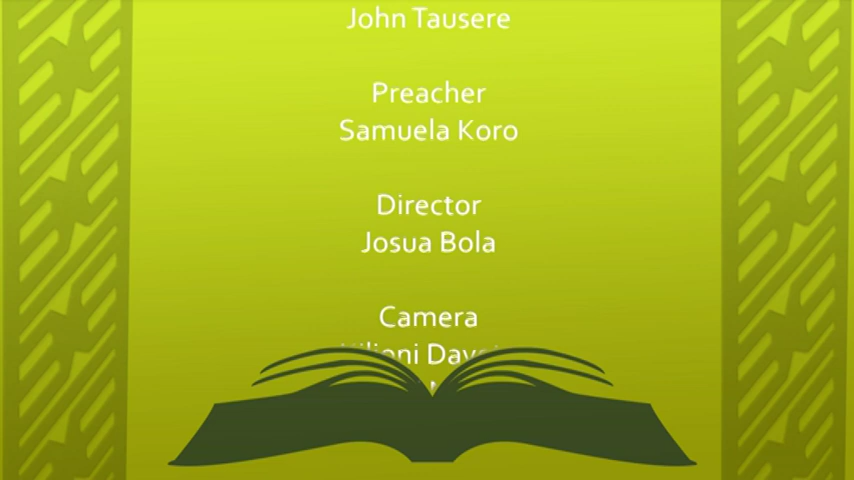 John Tausere
Preacher
Samuela Koro
Director
Josua Bola
Camera